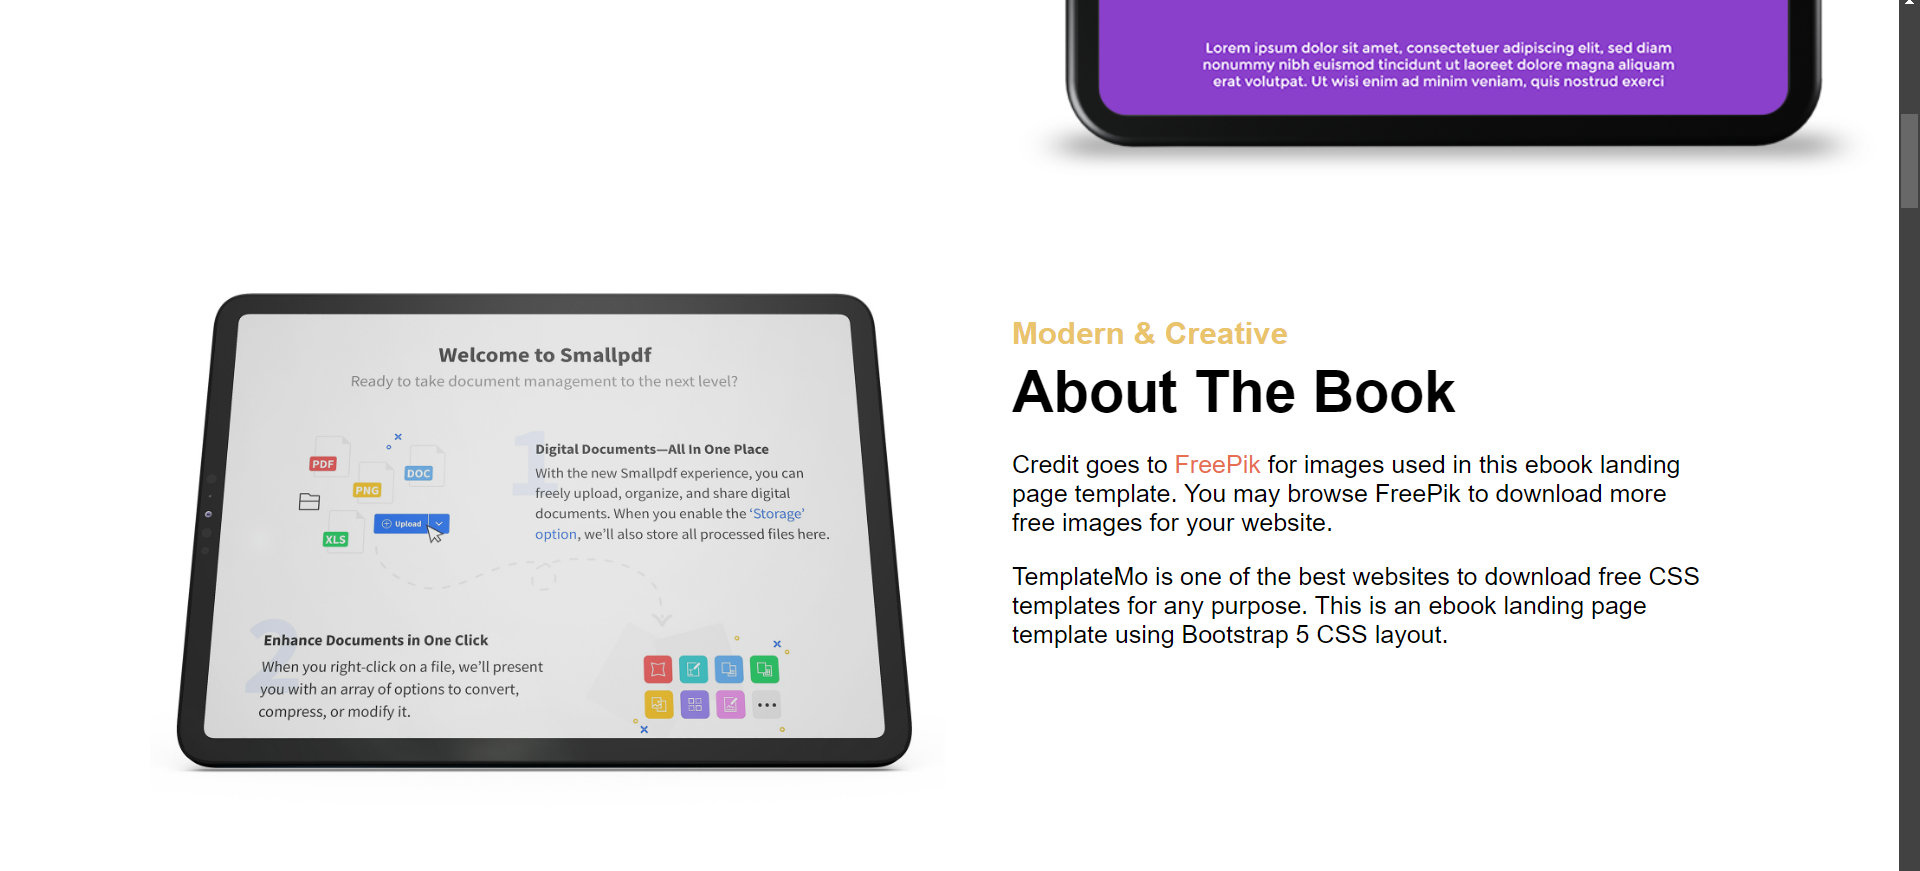 Lorem ipsum dolor sit amet, consectetuer adipiscing elit, sed diam
nonummy nibh euismod tincidunt ut laoreet dolore magna aliquam
erat volutpat. Ut wisi enim ad minim veniam, quis nostrud exerci
Welcome to Smallpdf
Ready to take document management to the next level?
PDF
DOC
PNG
Upload
XLS
1
Digital Documents—All In One Place
With the new Smallpdf experience, you can
freely upload, organize, and share digital
documents. When you enable the ‘Storage’
option, we’ll also store all processed files here.
2
Enhance Documents in One Click
When you right-click on a file, we’ll present
you with an array of options to convert,
compress, or modify it.
Modern & Creative
About The Book
Credit goes to FreePik for images used in this ebook landing
page template. You may browse FreePik to download more
free images for your website.
TemplateMo is one of the best websites to download free CSS
templates for any purpose. This is an ebook landing page
template using Bootstrap 5 CSS layout.